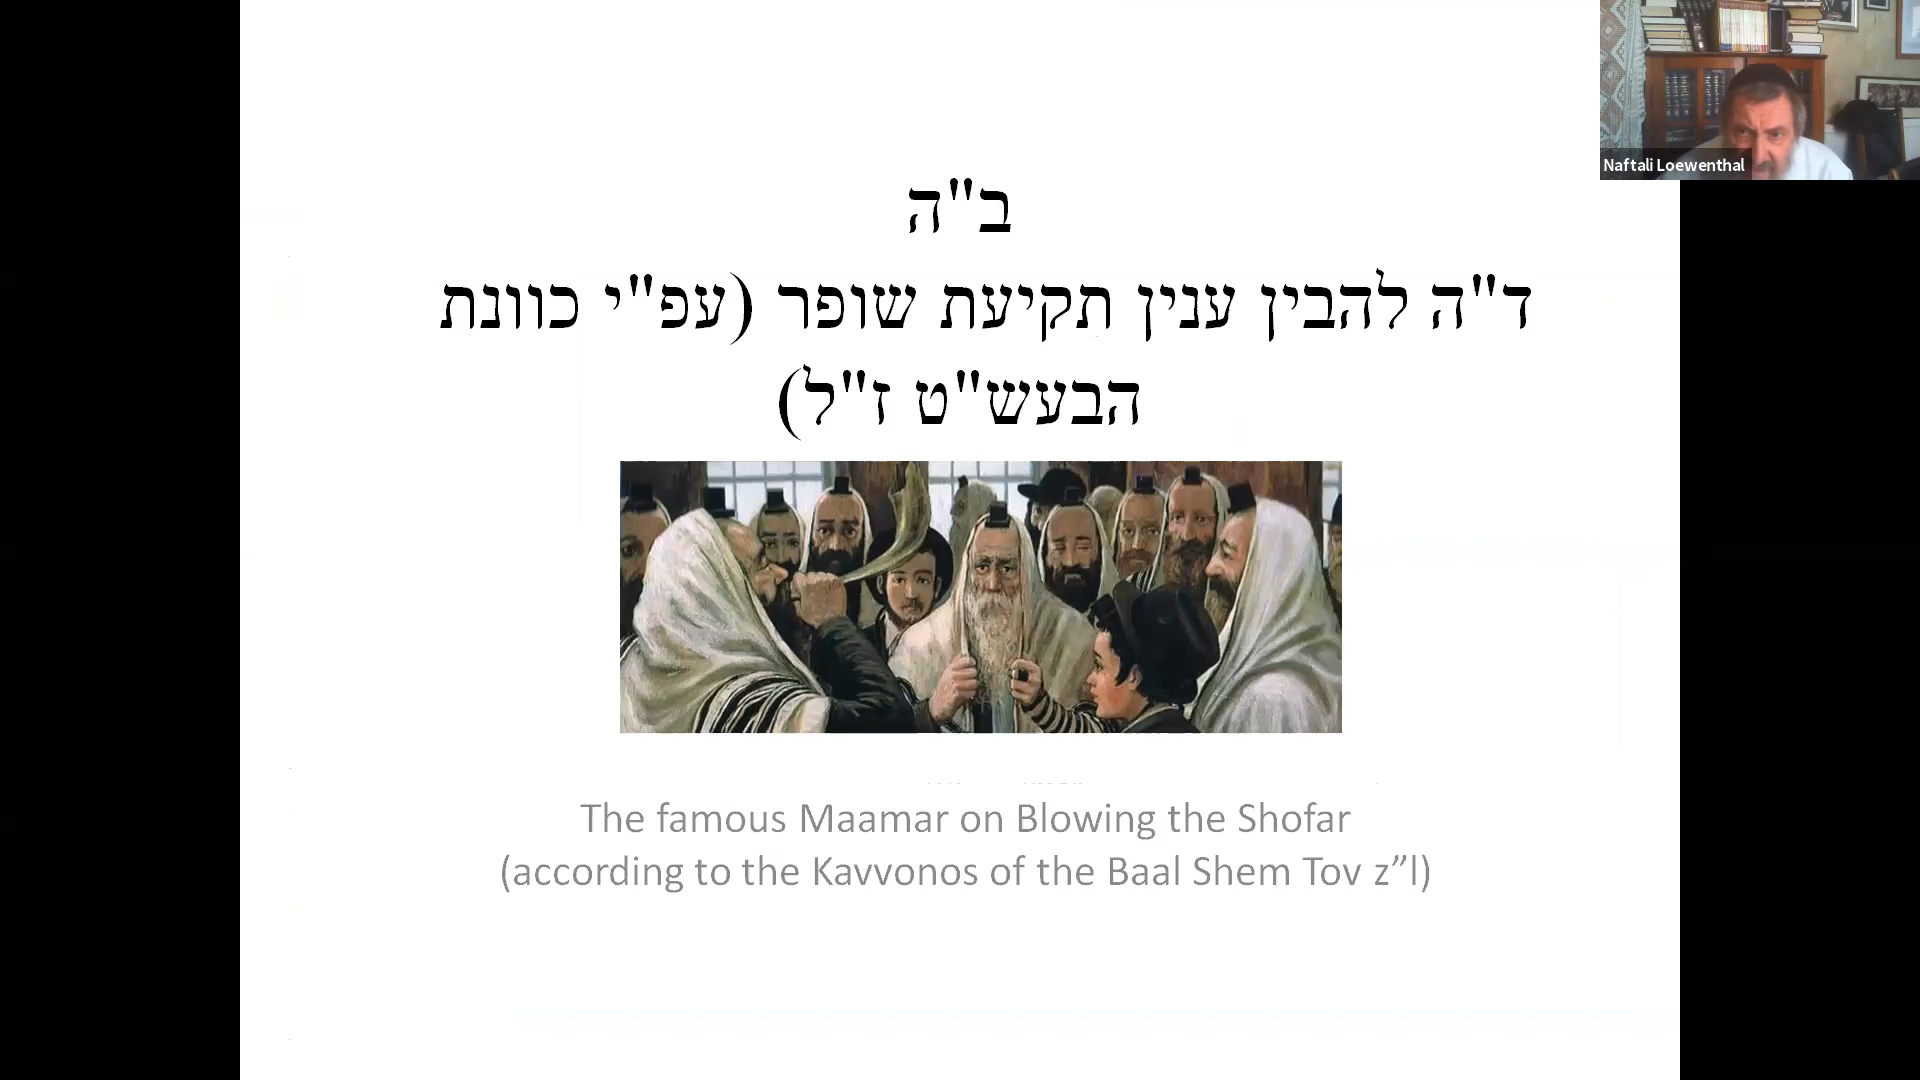 ב"ה
ד"ה להבין ענין תקיעת שופר (עפ"י כוונת
הבעש"ט ז"ל)
The famous Maamar on Blowing the Shofar
(according to the Kavvonos of the Baal Shem Tov z”l)
Naftali Loewenthal